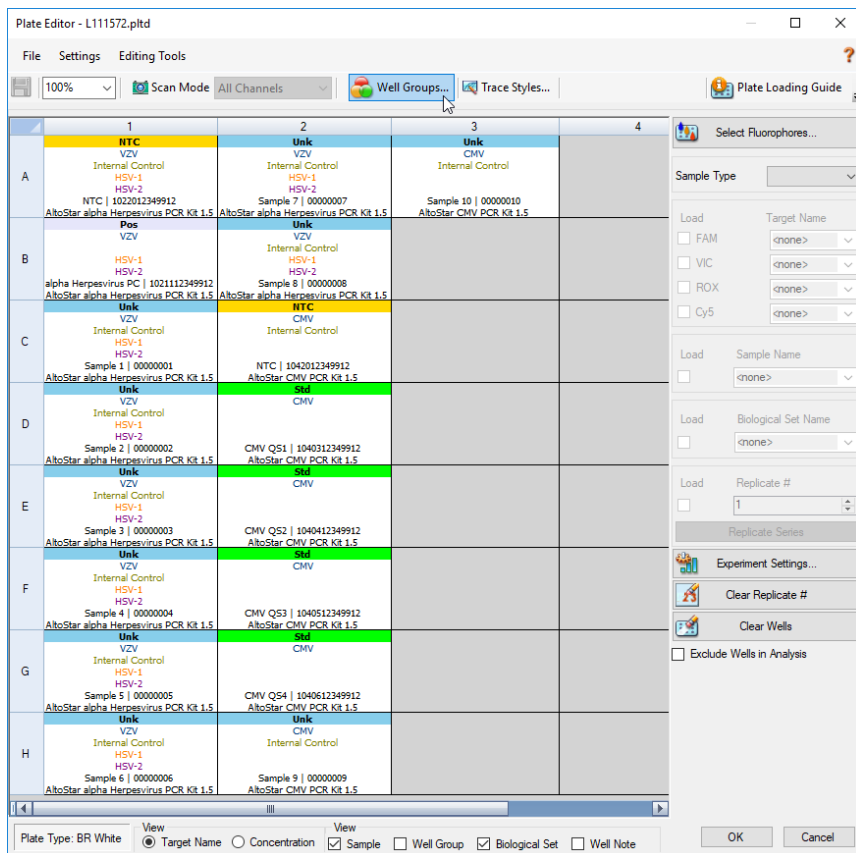 Plate Editor - L111572.pltd
File Settings Editing Tools ?
100% Scan Mode All Channels Well Groups... Trace Styles... Plate Loading Guide
1 2 3 4
Select Fluorophores...
A
NTC Unk Unk
VZV VZV CMV
Internal Control Internal Control Internal Control
HSV-1 HSV-1
HSV-2 HSV-2
NTC | 1022012349912 Sample 7 | 00000007 Sample 10 | 00000010
AltoStar alpha Herpesvirus PCR Kit 1.5 AltoStar alpha Herpesvirus PCR Kit 1.5 AltoStar CMV PCR Kit 1.5
B
Pos Unk
VZV VZV
Internal Control
HSV-1 HSV-1
HSV-2 HSV-2
alpha Herpesvirus PC | 1021112349912 Sample 8 | 00000008
AltoStar alpha Herpesvirus PCR Kit 1.5 AltoStar alpha Herpesvirus PCR Kit 1.5
C
Unk NTC
VZV CMV
Internal Control Internal Control
HSV-1
HSV-2
Sample 1 | 00000001 NTC | 1042012349912
AltoStar alpha Herpesvirus PCR Kit 1.5 AltoStar CMV PCR Kit 1.5
D
Unk Std
VZV CMV
Internal Control
HSV-1
HSV-2
Sample 2 | 00000002 CMV QS1 | 1040312349912
AltoStar alpha Herpesvirus PCR Kit 1.5 AltoStar CMV PCR Kit 1.5
E
Unk Std
VZV CMV
Internal Control
HSV-1
HSV-2
Sample 3 | 00000003 CMV QS2 | 1040412349912
AltoStar alpha Herpesvirus PCR Kit 1.5 AltoStar CMV PCR Kit 1.5
F
Unk Std
VZV CMV
Internal Control
HSV-1
HSV-2
Sample 4 | 00000004 CMV QS3 | 1040512349912
AltoStar alpha Herpesvirus PCR Kit 1.5 AltoStar CMV PCR Kit 1.5
G
Unk Std
VZV CMV
Internal Control
HSV-1
HSV-2
Sample 5 | 00000005 CMV QS4 | 1040612349912
AltoStar alpha Herpesvirus PCR Kit 1.5 AltoStar CMV PCR Kit 1.5
H
Unk Unk
VZV CMV
Internal Control Internal Control
HSV-1
HSV-2
Sample 6 | 00000006 Sample 9 | 00000009
AltoStar alpha Herpesvirus PCR Kit 1.5 AltoStar CMV PCR Kit 1.5
Sample Type
Load Target Name
FAM <none>
VIC <none>
ROX <none>
Cy5 <none>
Load Sample Name
<none>
Load Biological Set Name
<none>
Load Replicate #
1
Replicate Series
Experiment Settings...
Clear Replicate #
Clear Wells
Exclude Wells in Analysis
Plate Type: BR White
View
Target Name Concentration
View
Sample Well Group Biological Set Well Note
OK Cancel